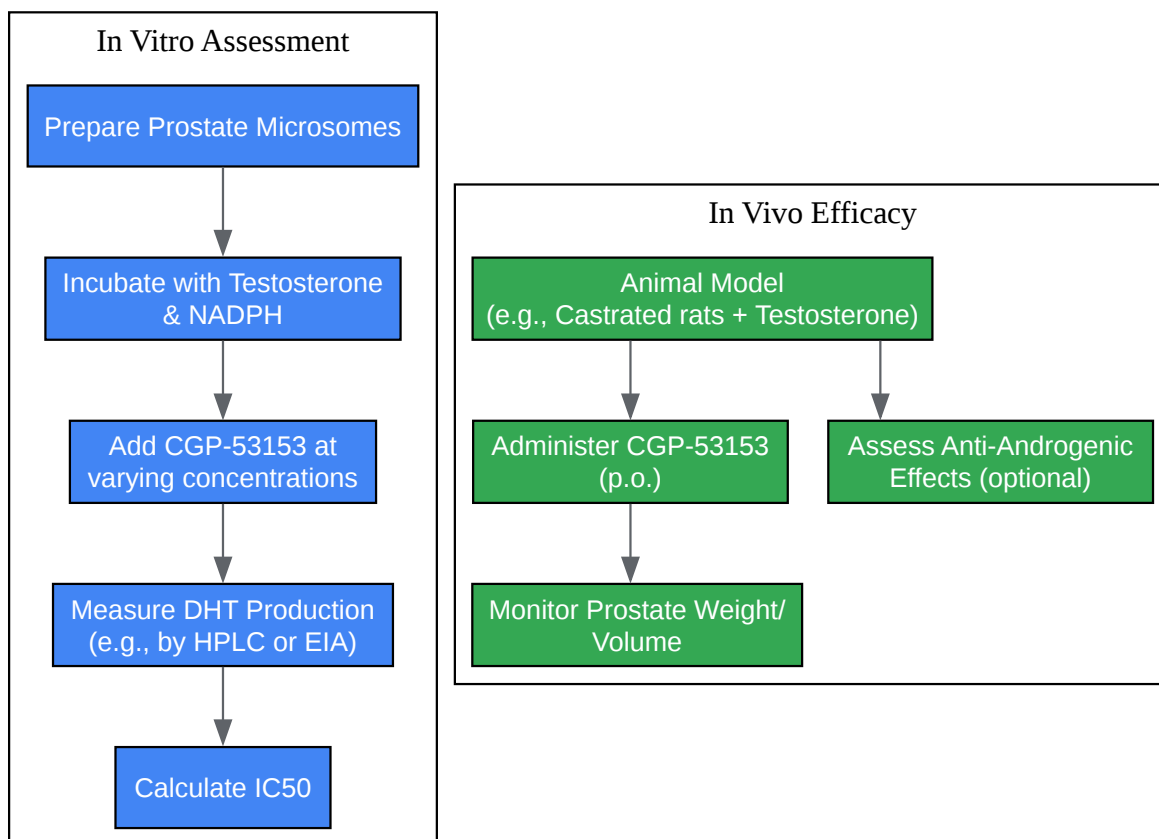 In Vitro Assessment
Prepare Prostate Microsomes
Incubate with Testosterone
& NADPH
Add CGP-53153 at
varying concentrations
Measure DHT Production
(e.g., by HPLC or EIA)
Calculate IC50
In Vivo Efficacy
Animal Model
(e.g., Castrated rats + Testosterone)
Administer CGP-53153
(p.o.)
Assess Anti-Androgenic
Effects (optional)
Monitor Prostate Weight/
Volume